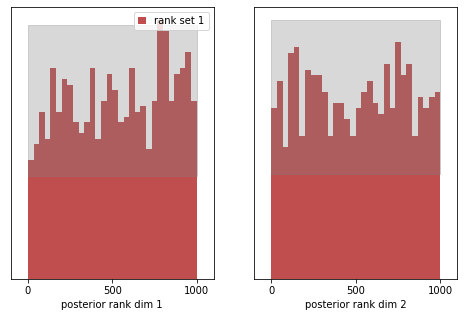 rank set 1
0 500 1000
posterior rank dim 1
0 500 1000
posterior rank dim 2